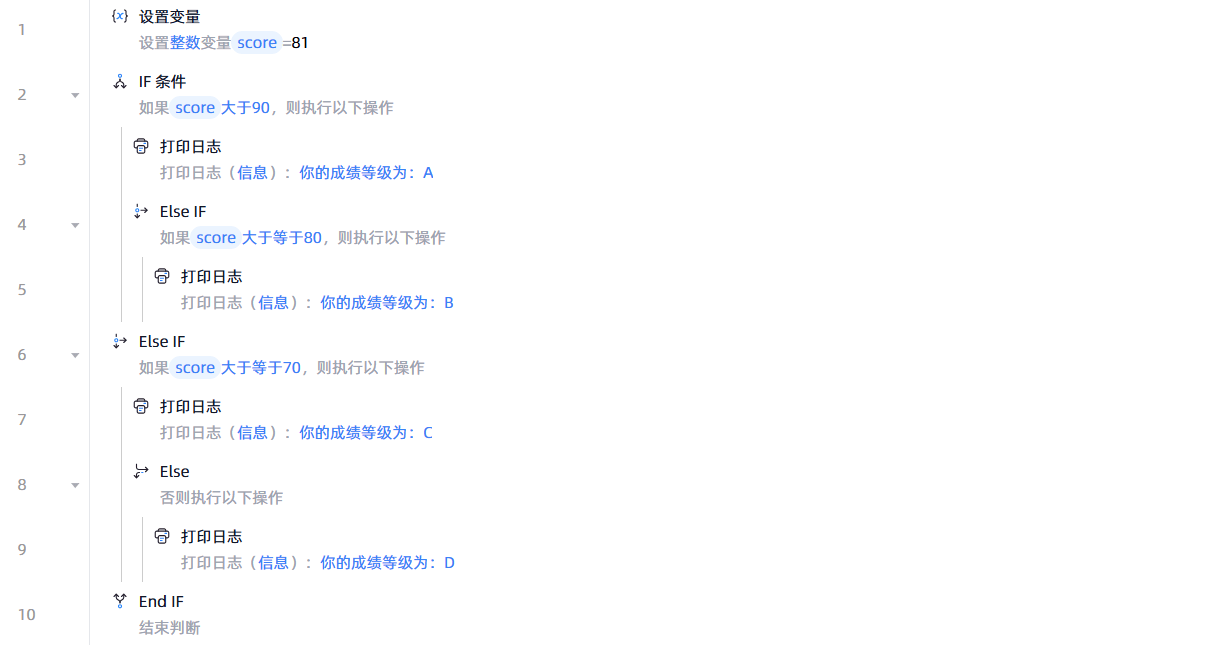 1
设置变量
设置整数变量 score =81
2
IF 条件
如果 score 大于90，则执行以下操作
3
打印日志
打印日志（信息）：你的成绩等级为：A
4
Else IF
如果 score 大于等于80，则执行以下操作
5
打印日志
打印日志（信息）：你的成绩等级为：B
6
Else IF
如果 score 大于等于70，则执行以下操作
7
打印日志
打印日志（信息）：你的成绩等级为：C
8
Else
否则执行以下操作
9
打印日志
打印日志（信息）：你的成绩等级为：D
10
End IF
结束判断